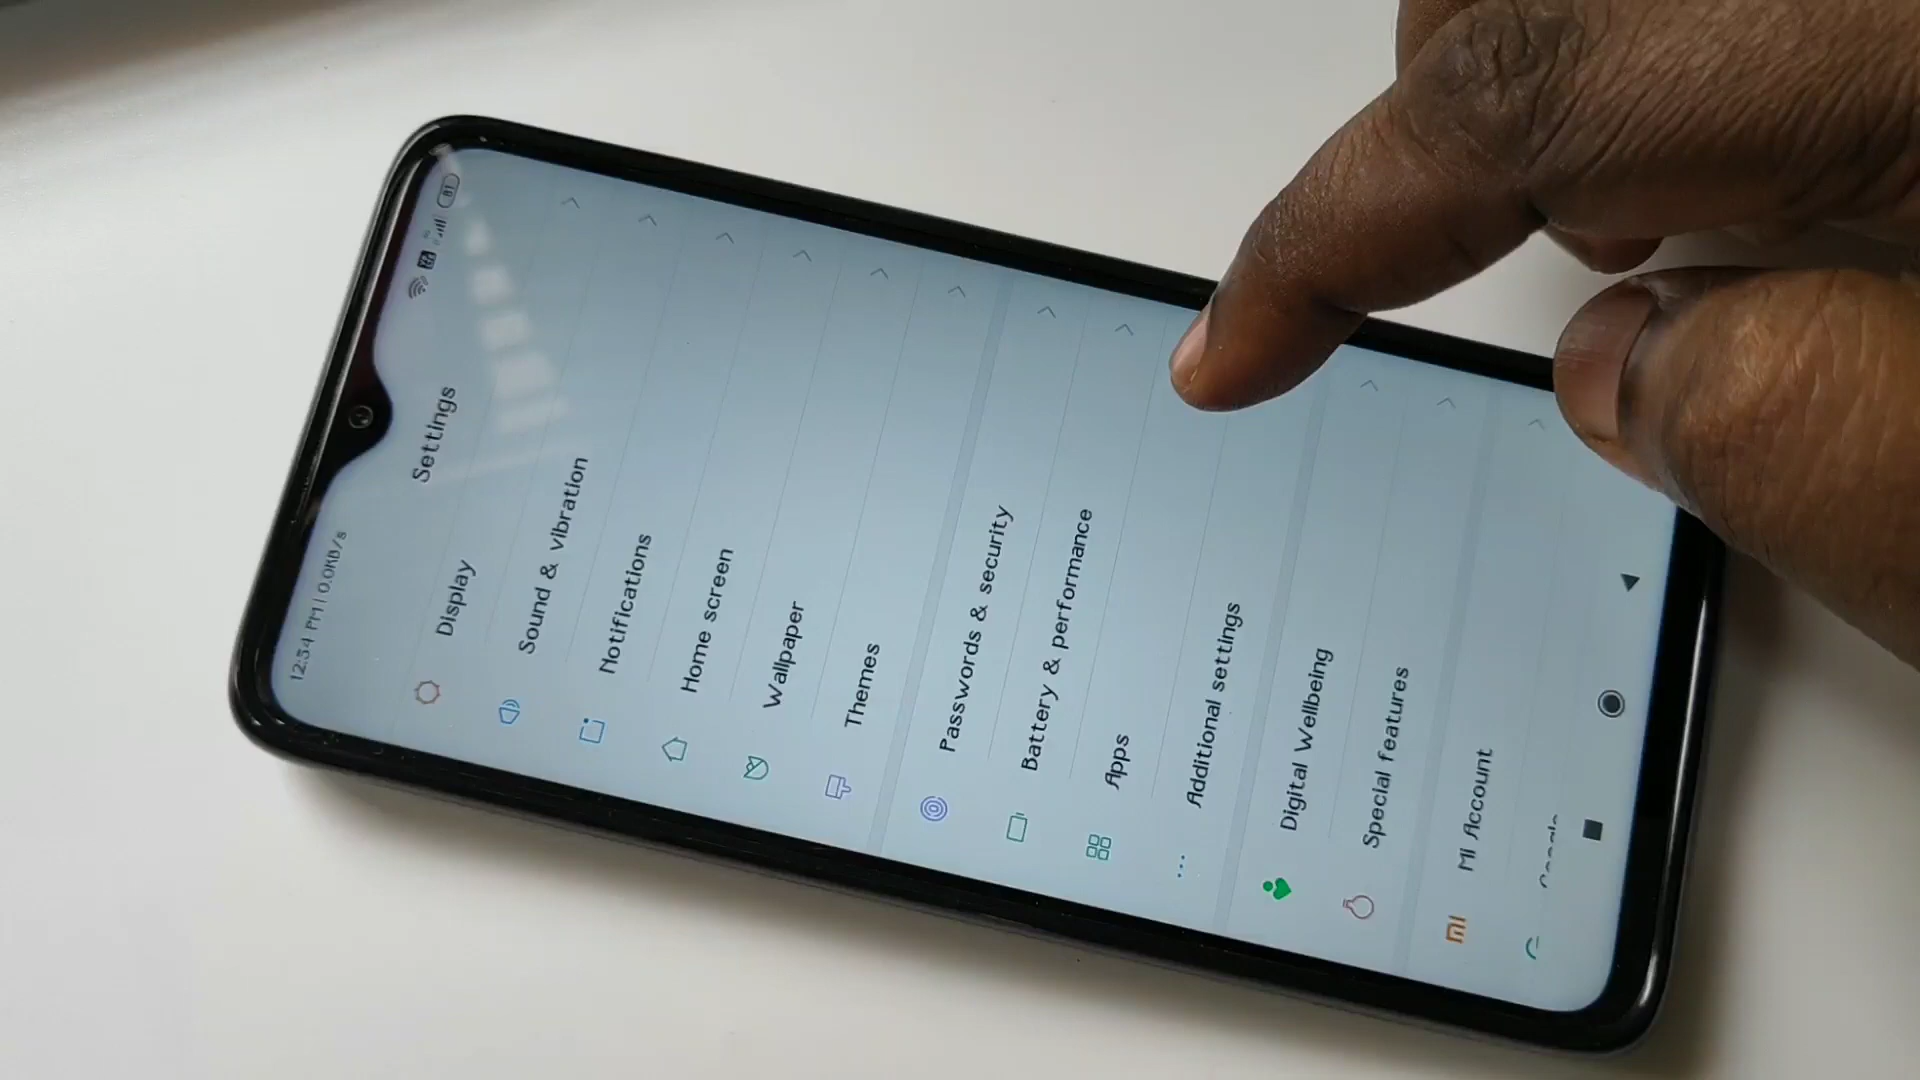 12:54 PM | 0.0KB/s
81
Settings
Display
Sound & vibration
Notifications
Home screen
Wallpaper
Themes
Passwords & security
Battery & performance
Apps
Additional settings
Digital Wellbeing
Special features
Mi Account